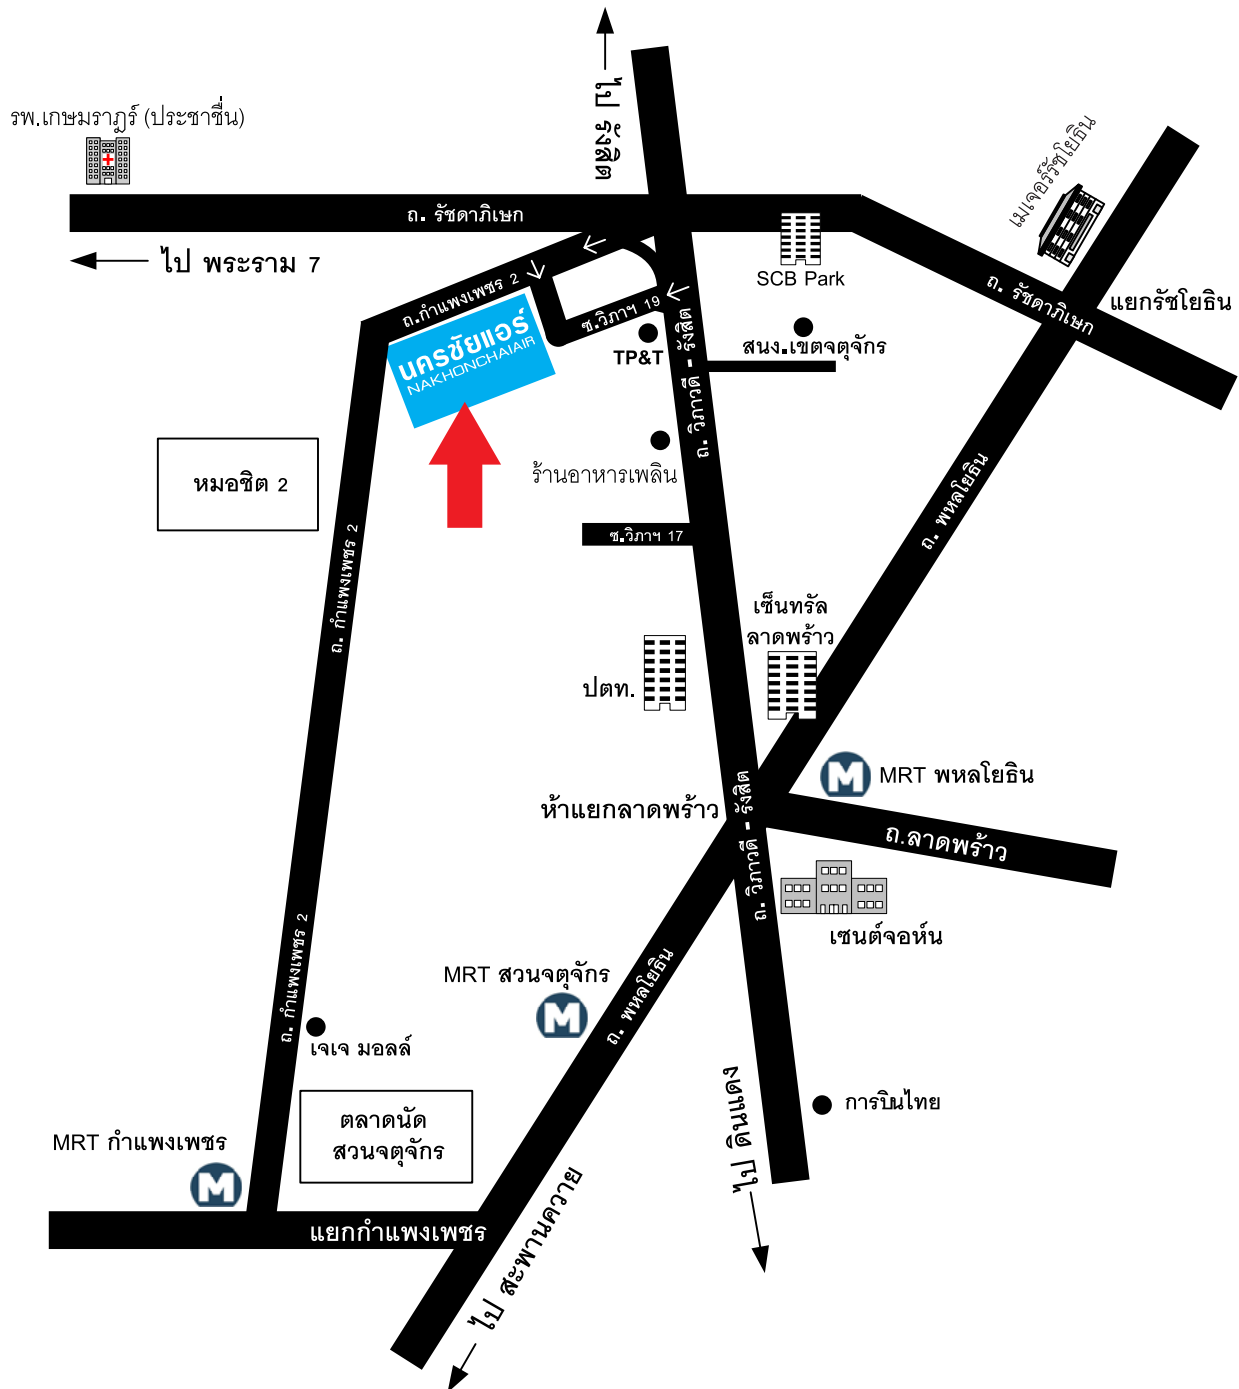 ไป รังสิต
รพ.เกษมราฎร์ (ประชาชื่น)
เมเจอร์รัชโยธิน
ถ. รัชดาภิเษก
ไป พระราม 7
SCB Park
ถ. รัชดาภิเษก
แยกรัชโยธิน
ถ.กำแพงเพชร 2
ซ.วิภาฯ 19
นครชัยแอร์
NAKHONCHAIAIR
TP&T
สนง.เขตจตุจักร
ถ. วิภาวดี - รังสิต
ร้านอาหารเพลิน
หมอชิต 2
ถ. พหลโยธิน
ซ.วิภาฯ 17
ถ. กำแพงเพชร 2
เซ็นทรัล
ลาดพร้าว
ปตท.
MRT พหลโยธิน
ห้าแยกลาดพร้าว
ถ.ลาดพร้าว
ถ. วิภาวดี - รังสิต
เซนต์จอห์น
MRT สวนจตุจักร
ถ. พหลโยธิน
ถ. กำแพงเพชร 2
เจเจ มอลล์
การบินไทย
ไป ดินแดง
ตลาดนัด
สวนจตุจักร
MRT กำแพงเพชร
แยกกำแพงเพชร
ไป สะพานควาย